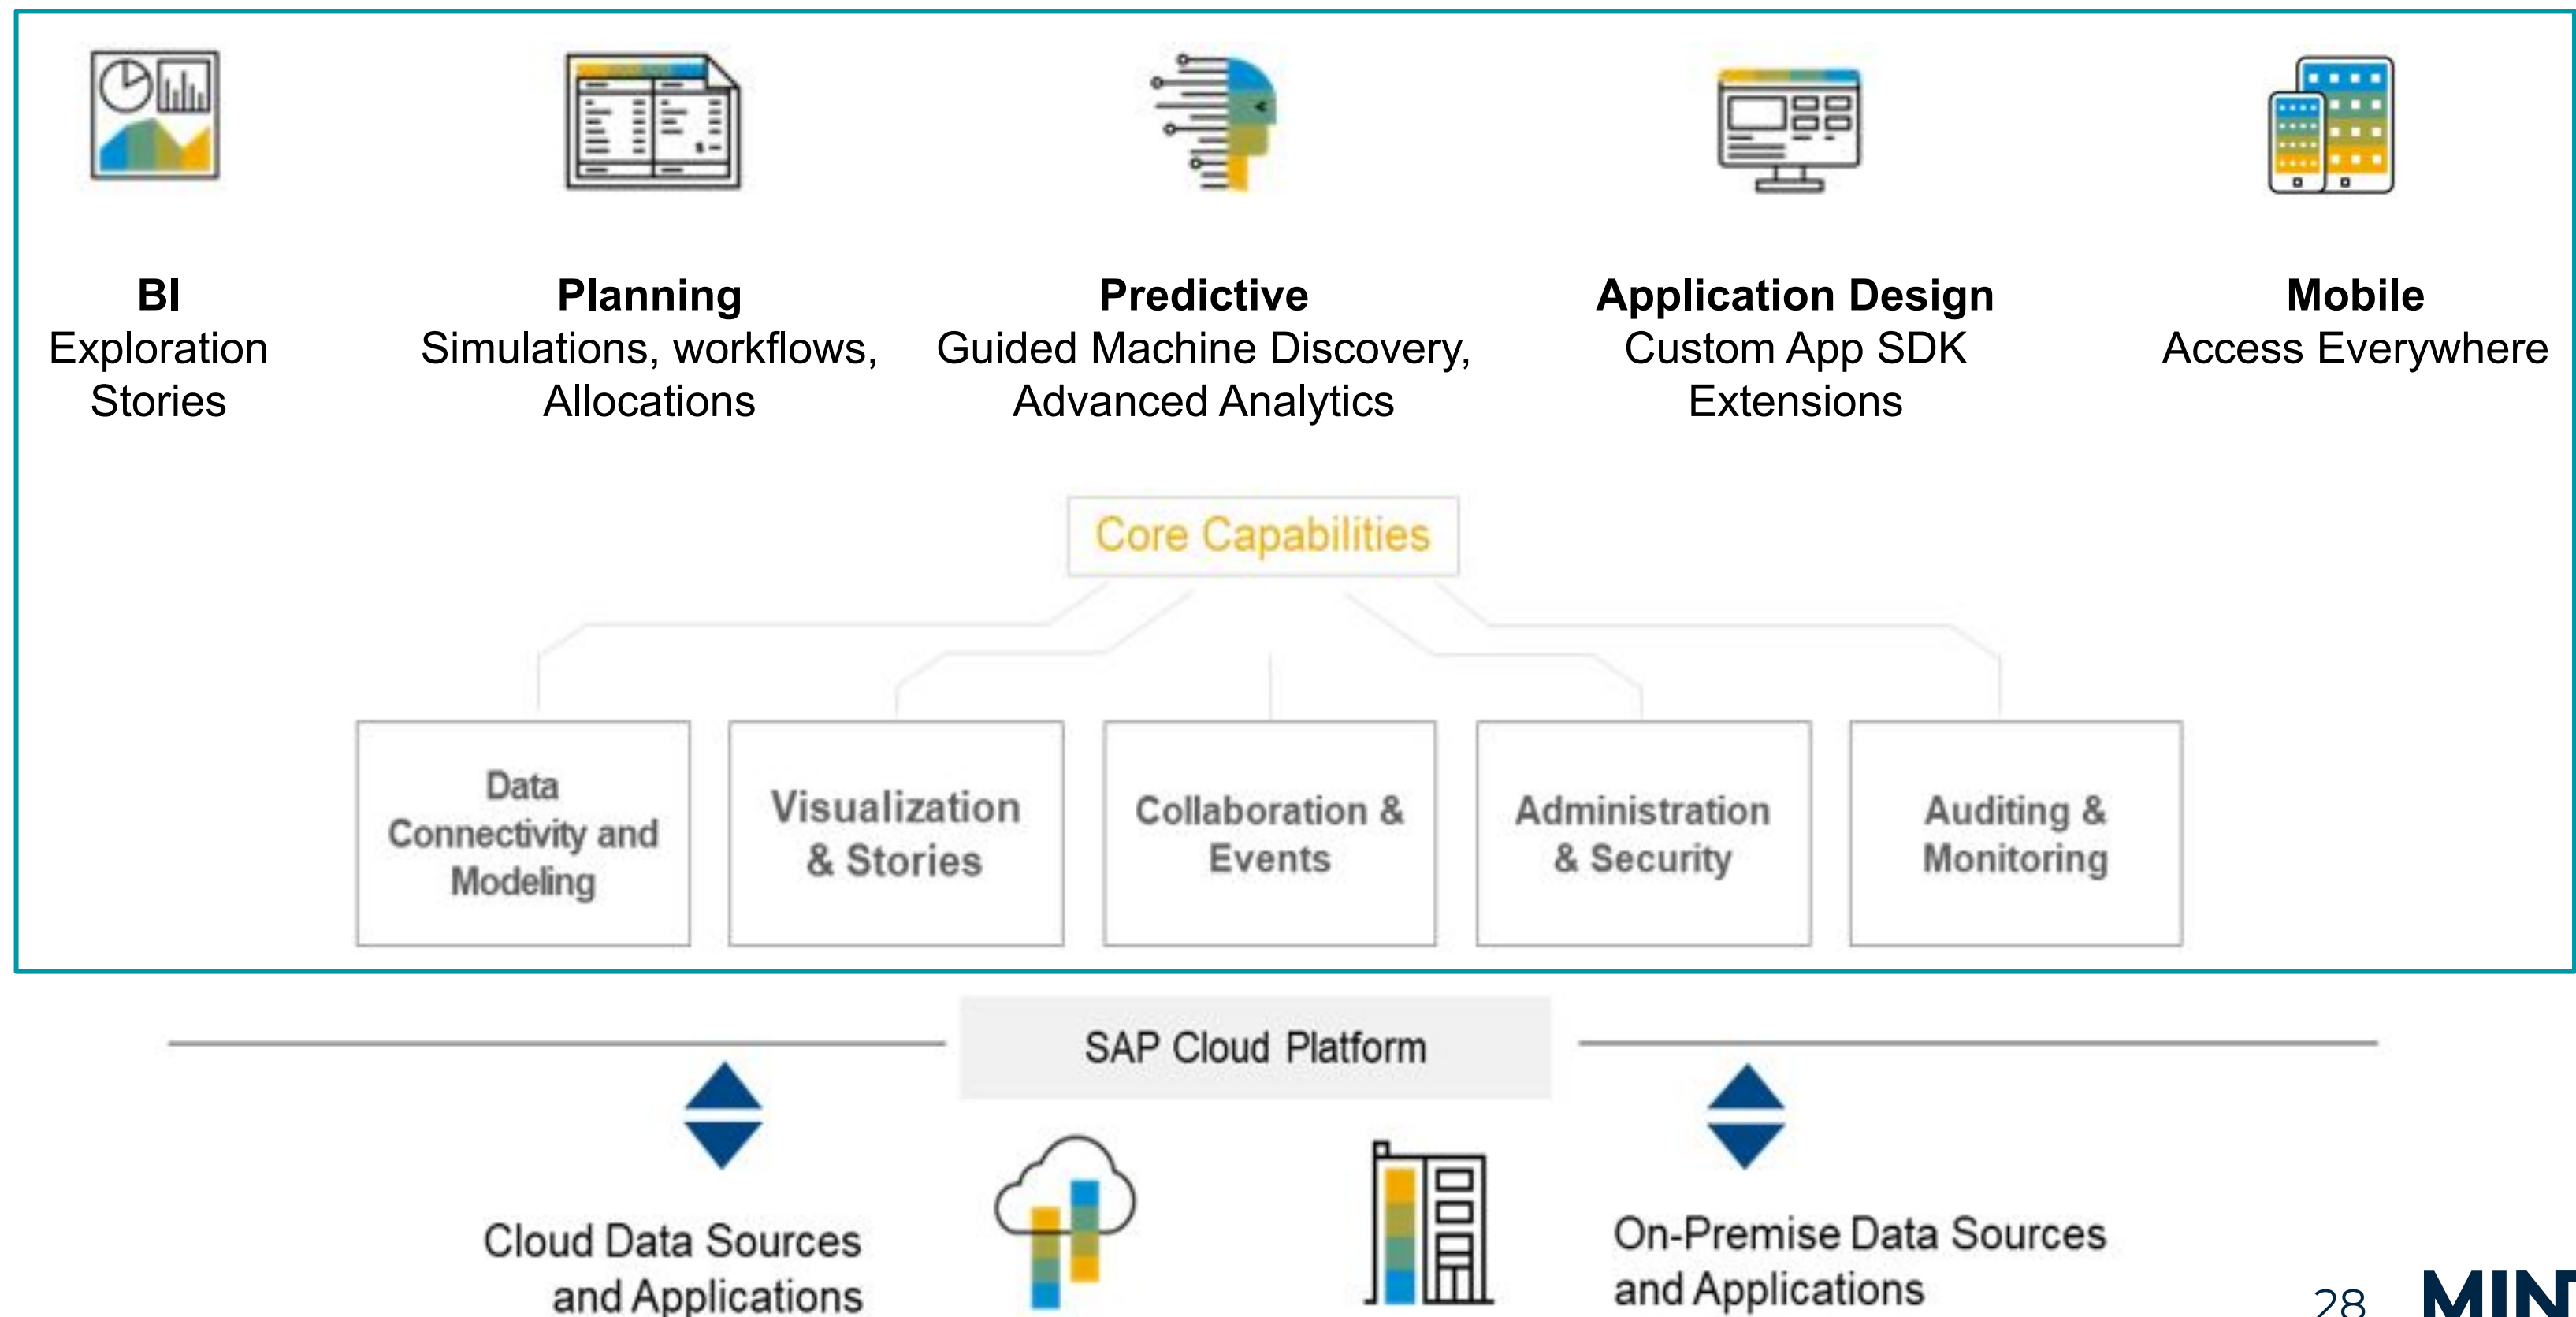 BI
Exploration
Stories
Planning
Simulations, workflows,
Allocations
Predictive
Guided Machine Discovery,
Advanced Analytics
Application Design
Custom App SDK
Extensions
Mobile
Access Everywhere
Core Capabilities
Data
Connectivity and
Modeling
Visualization
& Stories
Collaboration &
Events
Administration
& Security
Auditing &
Monitoring
SAP Cloud Platform
Cloud Data Sources
and Applications
On-Premise Data Sources
and Applications
28